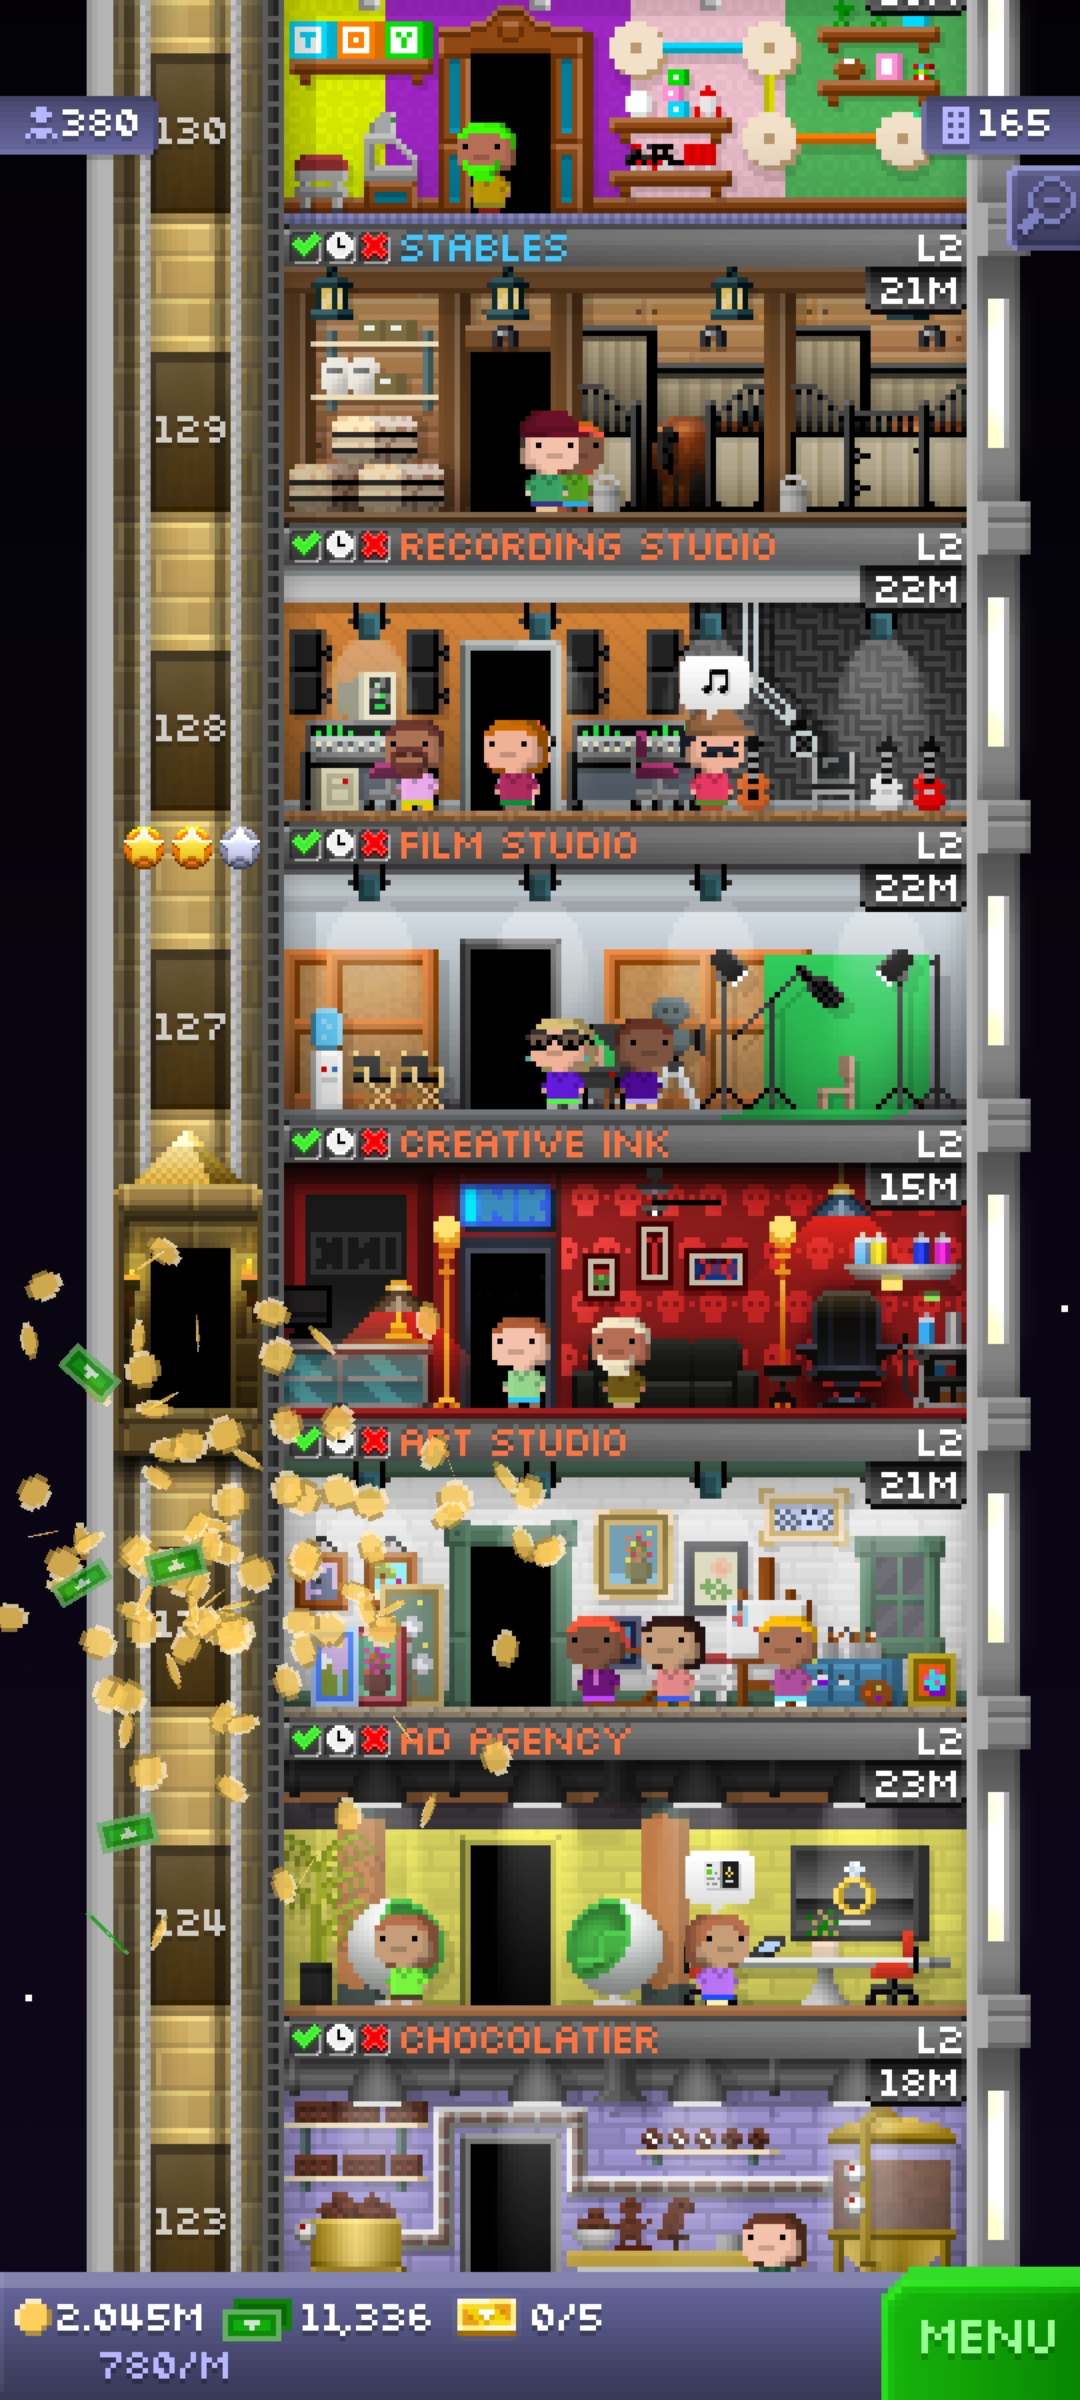 TOY
380
130
165
STABLES L2
21M
129
RECORDING STUDIO L2
22M
128
FILM STUDIO L2
22M
127
CREATIVE INK L2
15M
INK
ART STUDIO L2
21M
AD AGENCY L2
23M
124
CHOCOLATIER L2
18M
123
2.045M 11,336 0/5
780/M
MENU